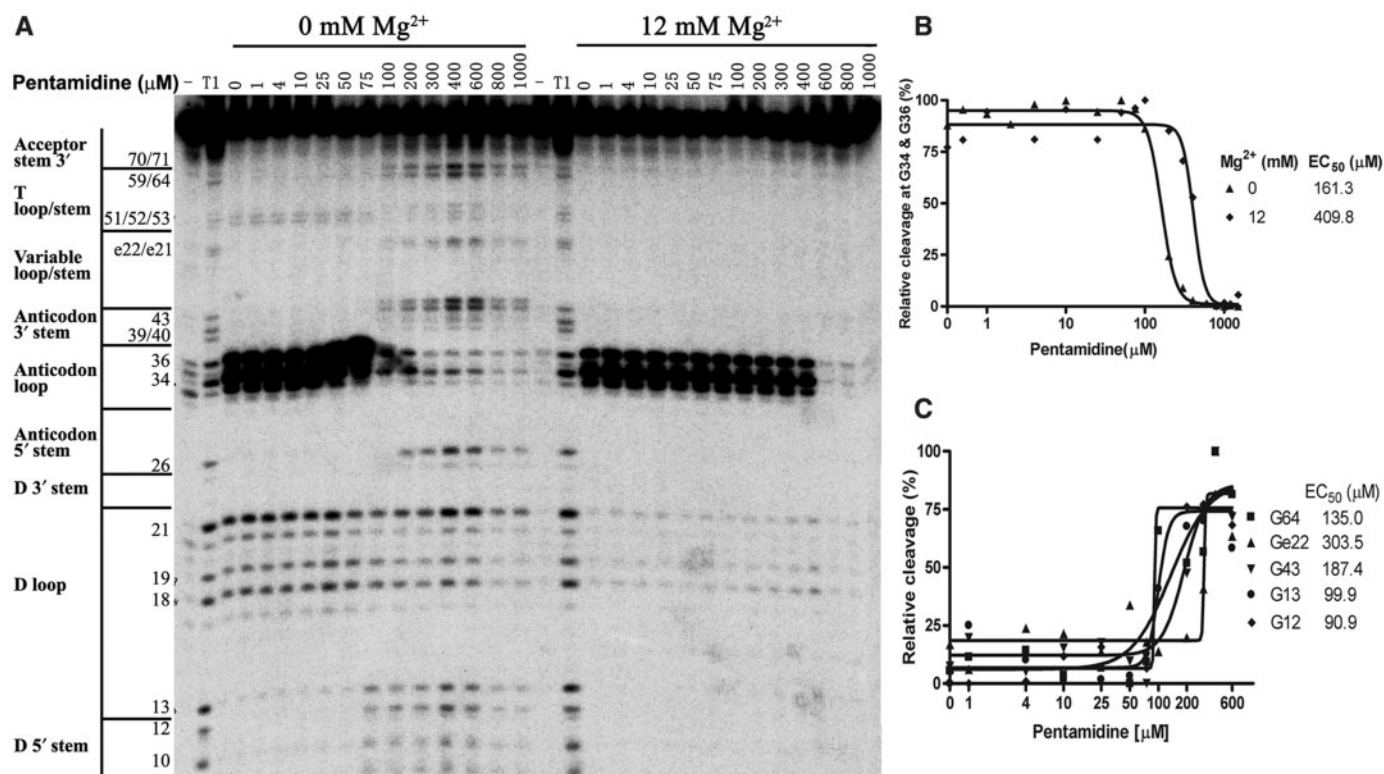 A
0 mM Mg²⁺
12 mM Mg²⁺
Pentamidine (μM)
- T1 0 1 4 10 25 50 75 100 200 300 400 600 800 1000 - T1 0 1 4 10 25 50 75 100 200 300 400 600 800 1000
Acceptor stem 3′
70/71
59/64
T loop/stem
51/52/53
e22/e21
Variable loop/stem
43
Anticodon 3′ stem
39/40
36
Anticodon loop
34
Anticodon 5′ stem
26
D 3′ stem
21
D loop
19
18
13
12
D 5′ stem
10
B
Relative cleavage at G34 & G36 (%)
100
75
50
25
0
0 1 10 100 1000
Pentamidine(μM)
Mg²⁺ (mM) EC₅₀ (μM)
0 161.3
12 409.8
C
Relative cleavage (%)
100
75
50
25
0
0 1 4 10 25 50 100 200 600
Pentamidine [μM]
EC₅₀ (μM)
G64 135.0
Ge22 303.5
G43 187.4
G13 99.9
G12 90.9